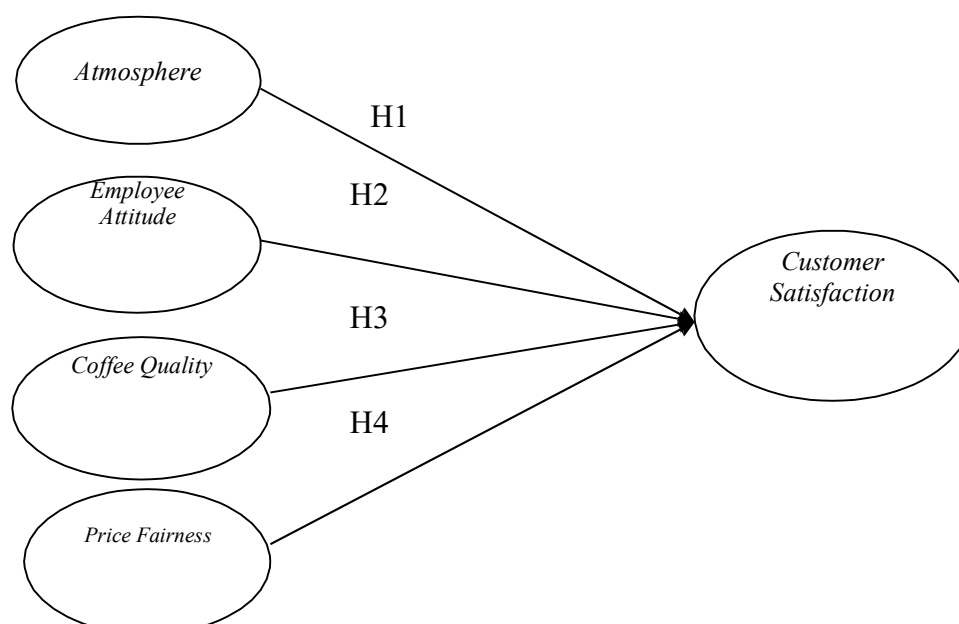 Atmosphere
H1
H2
Employee
Attitude
Customer
Satisfaction
H3
Coffee Quality
H4
Price Fairness